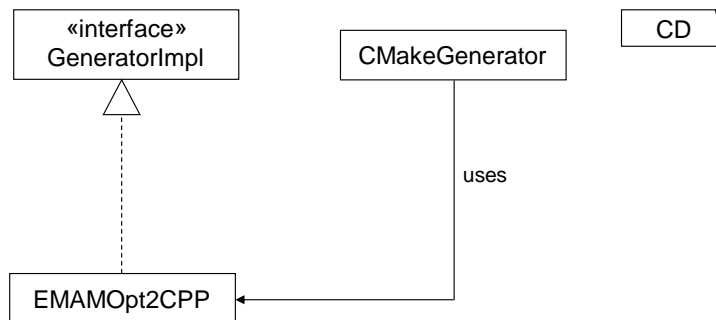 «interface»
GeneratorImpl
CMakeGenerator
CD
uses
EMAMOpt2CPP